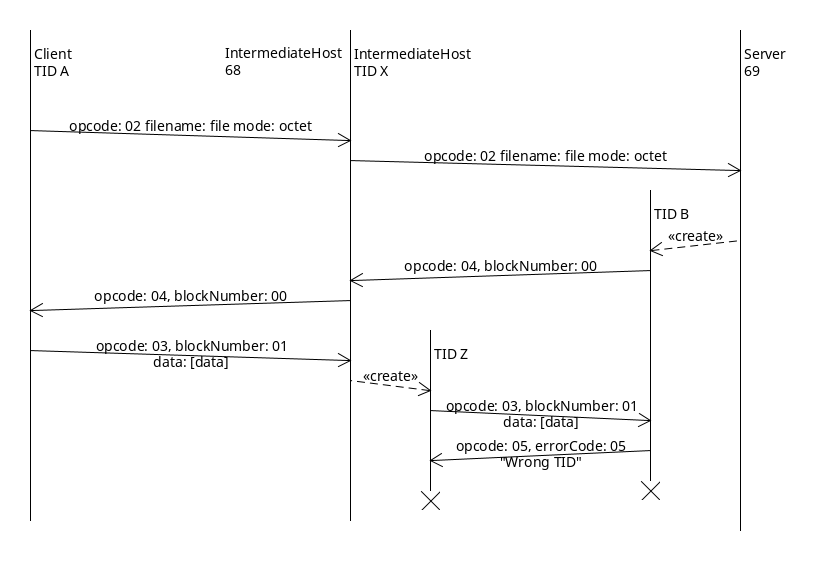 Client
TID A
IntermediateHost
68
IntermediateHost
TID X
Server
69
opcode: 02 filename: file mode: octet
opcode: 02 filename: file mode: octet
TID B
«create»
opcode: 04, blockNumber: 00
opcode: 04, blockNumber: 00
opcode: 03, blockNumber: 01
data: [data]
TID Z
«create»
opcode: 03, blockNumber: 01
data: [data]
opcode: 05, errorCode: 05
"Wrong TID"